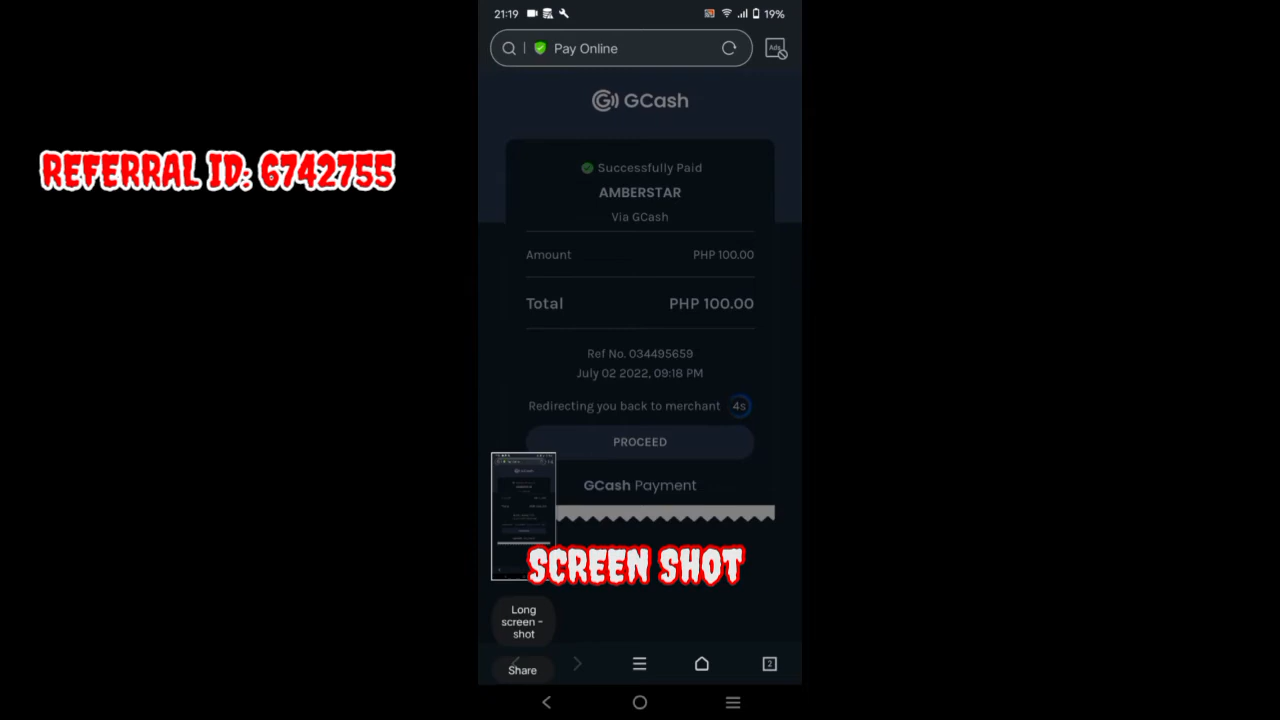 21:19
19%
Pay Online
Ads
GCash
REFERRAL ID: 6742755
Successfully Paid
AMBERSTAR
Via GCash
Amount PHP 100.00
Total PHP 100.00
Ref No. 034495659
July 02 2022, 09:18 PM
Redirecting you back to merchant 4s
PROCEED
GCash Payment
SCREEN SHOT
Long
screen-
shot
Share
2